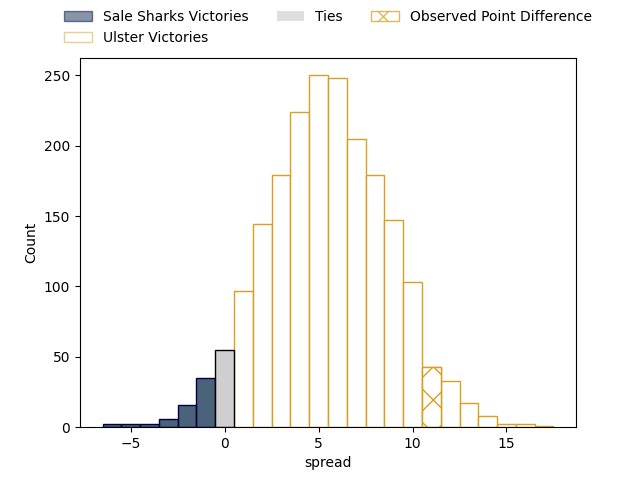 Sale Sharks Victories
Ties
Observed Point Difference
Ulster Victories
250
200
150
100
50
0
Count
−5
0
5
10
15
spread